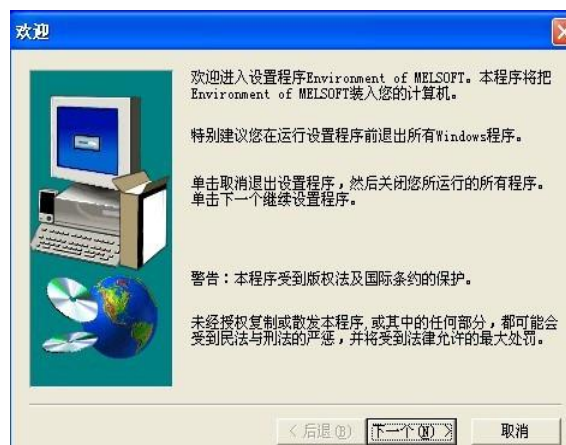 欢迎
欢迎进入设置程序Environment of MELSOFT。本程序将把
Environment of MELSOFT装入您的计算机。
特别建议您在运行设置程序前退出所有Windows程序。
单击取消退出设置程序，然后关闭您所运行的所有程序。
单击下一个继续设置程序。
警告：本程序受到版权法及国际条约的保护。
未经授权复制或散发本程序,或其中的任何部分，都可能会
受到民法与刑法的严惩，并将受到法律允许的最大处罚。
< 后退(B) 下一个(N) > 取消